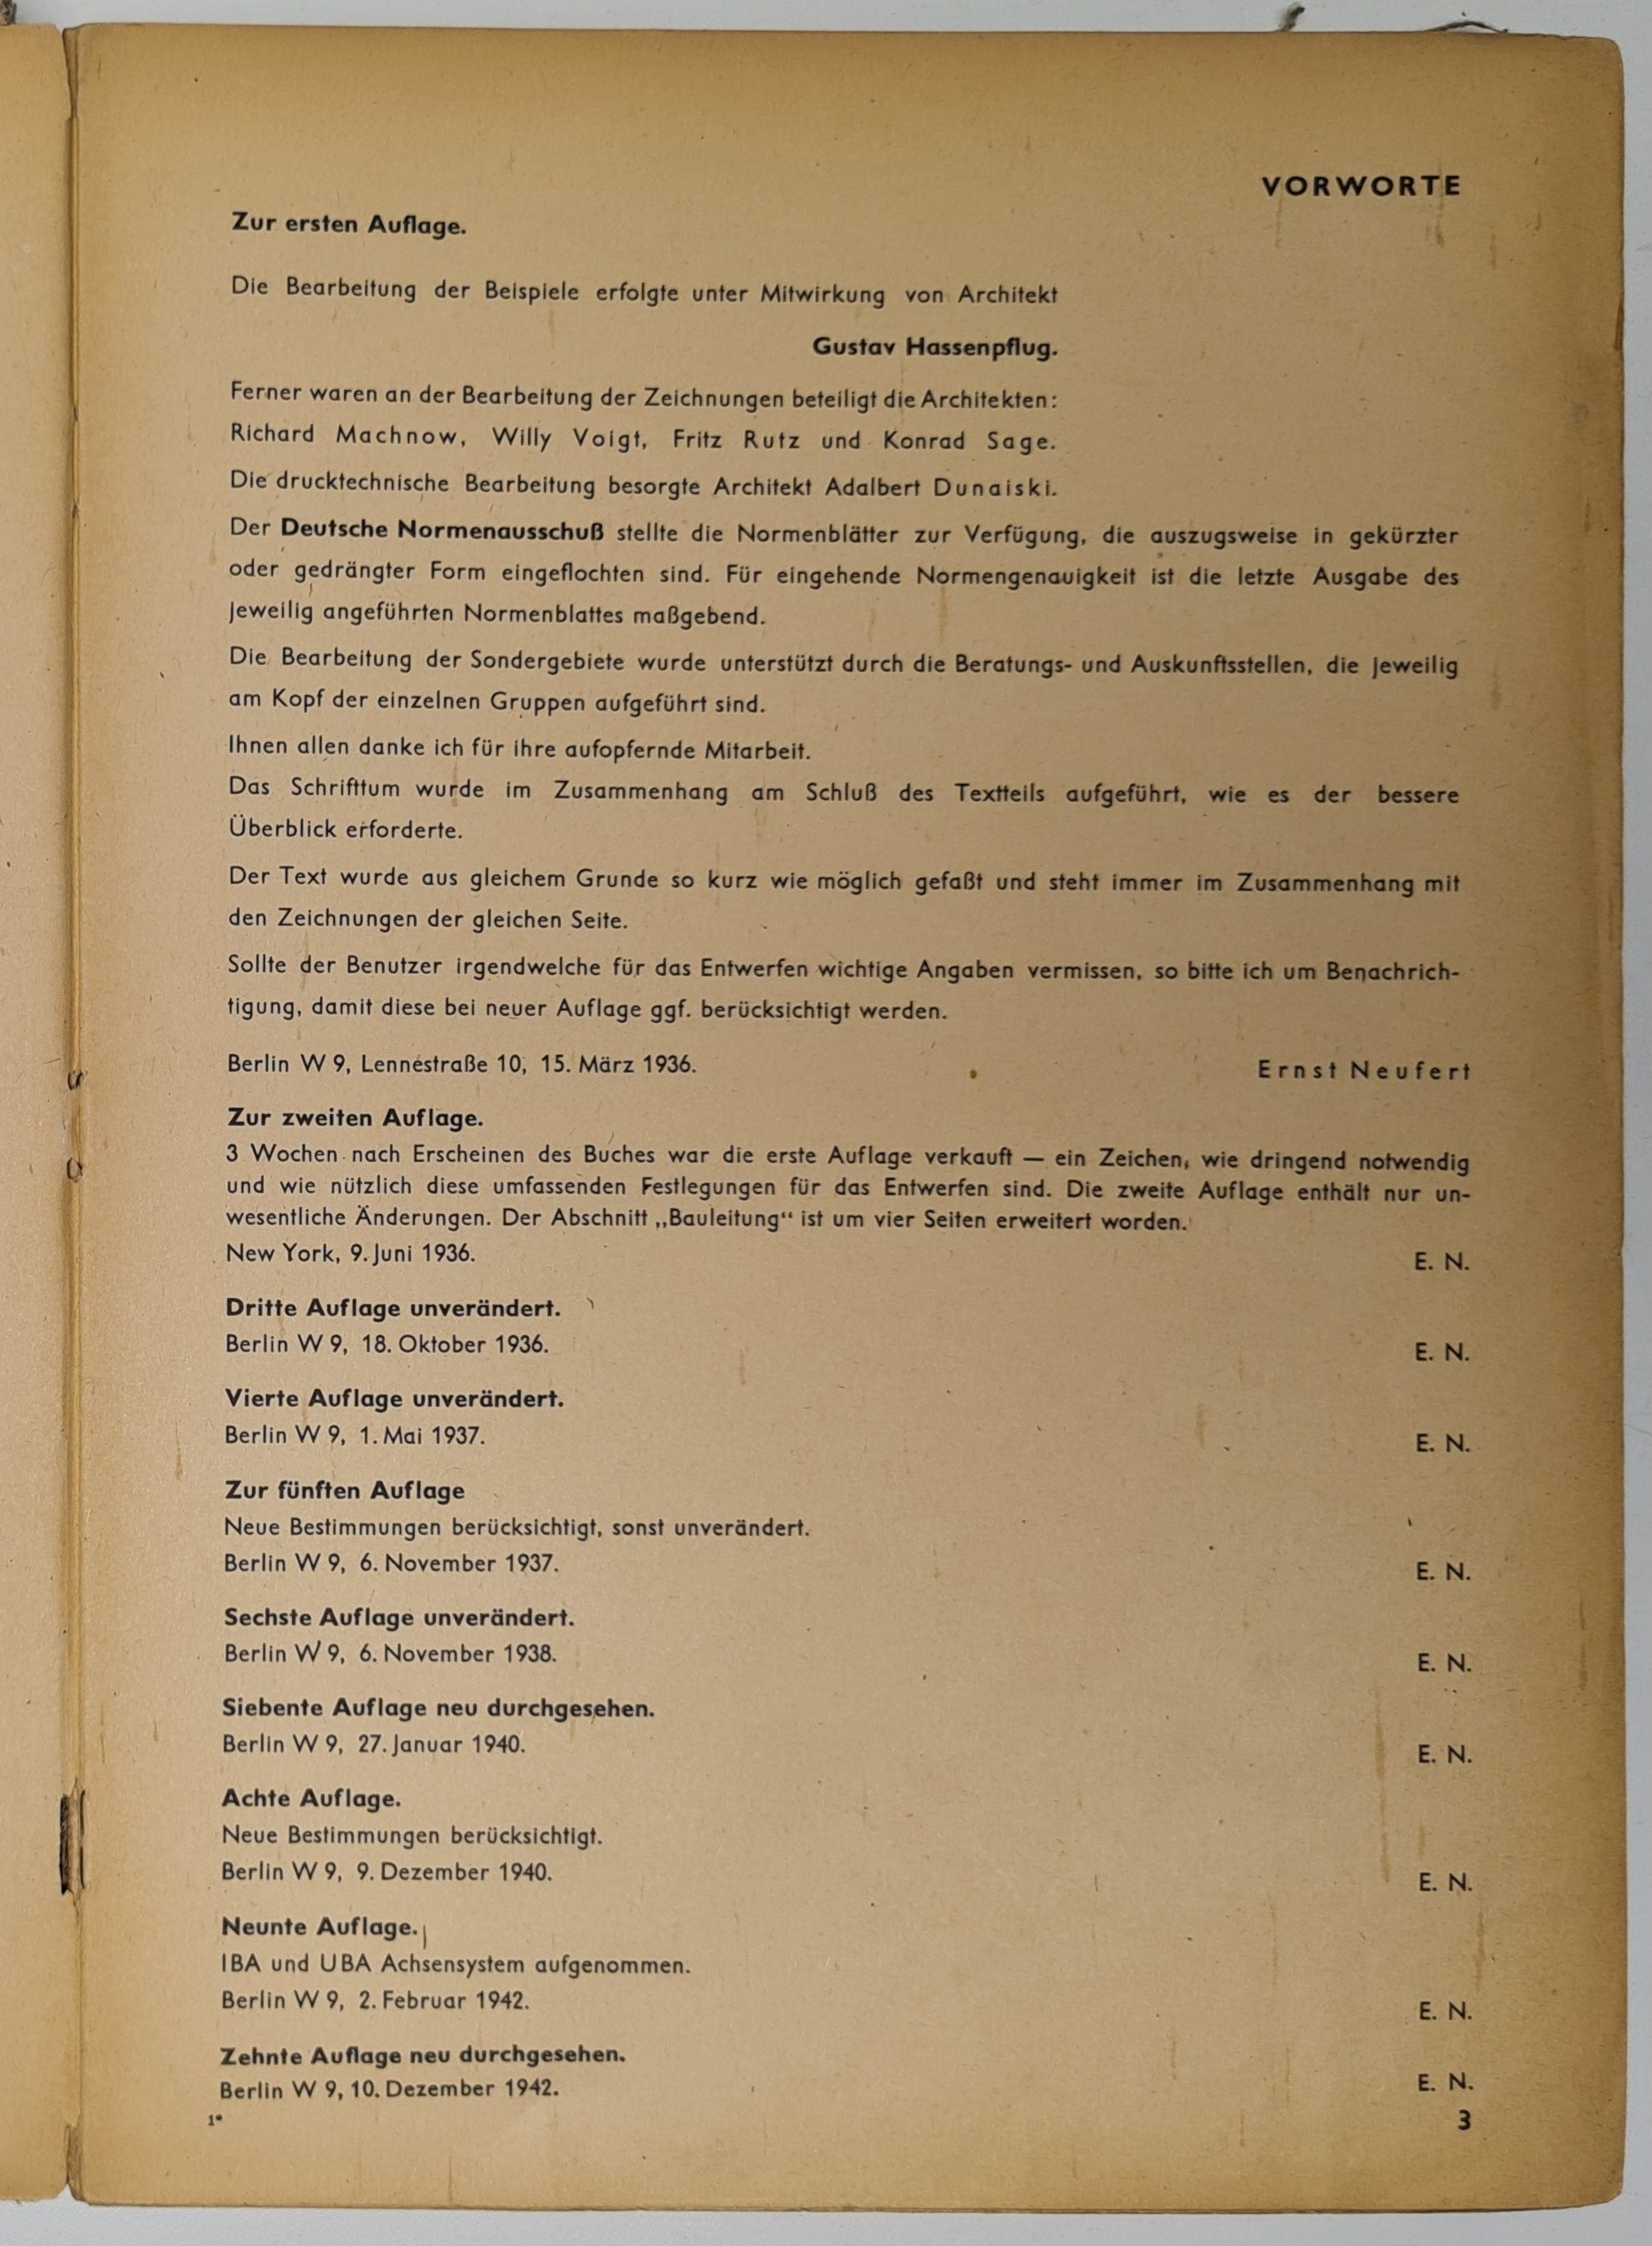 VORWORTE
Zur ersten Auflage.
Die Bearbeitung der Beispiele erfolgte unter Mitwirkung von Architekt
Gustav Hassenpflug.
Ferner waren an der Bearbeitung der Zeichnungen beteiligt die Architekten:
Richard Machnow, Willy Voigt, Fritz Rutz und Konrad Sage.
Die drucktechnische Bearbeitung besorgte Architekt Adalbert Dunaiski.
Der Deutsche Normenausschuß stellte die Normenblätter zur Verfügung, die auszugsweise in gekürzter
oder gedrängter Form eingeflochten sind. Für eingehende Normengenauigkeit ist die letzte Ausgabe des
jeweilig angeführten Normenblattes maßgebend.
Die Bearbeitung der Sondergebiete wurde unterstützt durch die Beratungs- und Auskunftsstellen, die jeweilig
am Kopf der einzelnen Gruppen aufgeführt sind.
Ihnen allen danke ich für ihre aufopfernde Mitarbeit.
Das Schrifttum wurde im Zusammenhang am Schluß des Textteils aufgeführt, wie es der bessere
Überblick erforderte.
Der Text wurde aus gleichem Grunde so kurz wie möglich gefaßt und steht immer im Zusammenhang mit
den Zeichnungen der gleichen Seite.
Sollte der Benutzer irgendwelche für das Entwerfen wichtige Angaben vermissen, so bitte ich um Benachrich-
tigung, damit diese bei neuer Auflage ggf. berücksichtigt werden.
Berlin W 9, Lennéstraße 10, 15. März 1936. Ernst Neufert
Zur zweiten Auflage.
3 Wochen nach Erscheinen des Buches war die erste Auflage verkauft — ein Zeichen, wie dringend notwendig
und wie nützlich diese umfassenden Festlegungen für das Entwerfen sind. Die zweite Auflage enthält nur un-
wesentliche Änderungen. Der Abschnitt „Bauleitung“ ist um vier Seiten erweitert worden.
New York, 9. Juni 1936. E. N.
Dritte Auflage unverändert.
Berlin W 9, 18. Oktober 1936. E. N.
Vierte Auflage unverändert.
Berlin W 9, 1. Mai 1937. E. N.
Zur fünften Auflage
Neue Bestimmungen berücksichtigt, sonst unverändert.
Berlin W 9, 6. November 1937. E. N.
Sechste Auflage unverändert.
Berlin W 9, 6. November 1938. E. N.
Siebente Auflage neu durchgesehen.
Berlin W 9, 27. Januar 1940. E. N.
Achte Auflage.
Neue Bestimmungen berücksichtigt.
Berlin W 9, 9. Dezember 1940. E. N.
Neunte Auflage.
IBA und UBA Achsensystem aufgenommen.
Berlin W 9, 2. Februar 1942. E. N.
Zehnte Auflage neu durchgesehen.
Berlin W 9, 10. Dezember 1942. E. N.
1* 3